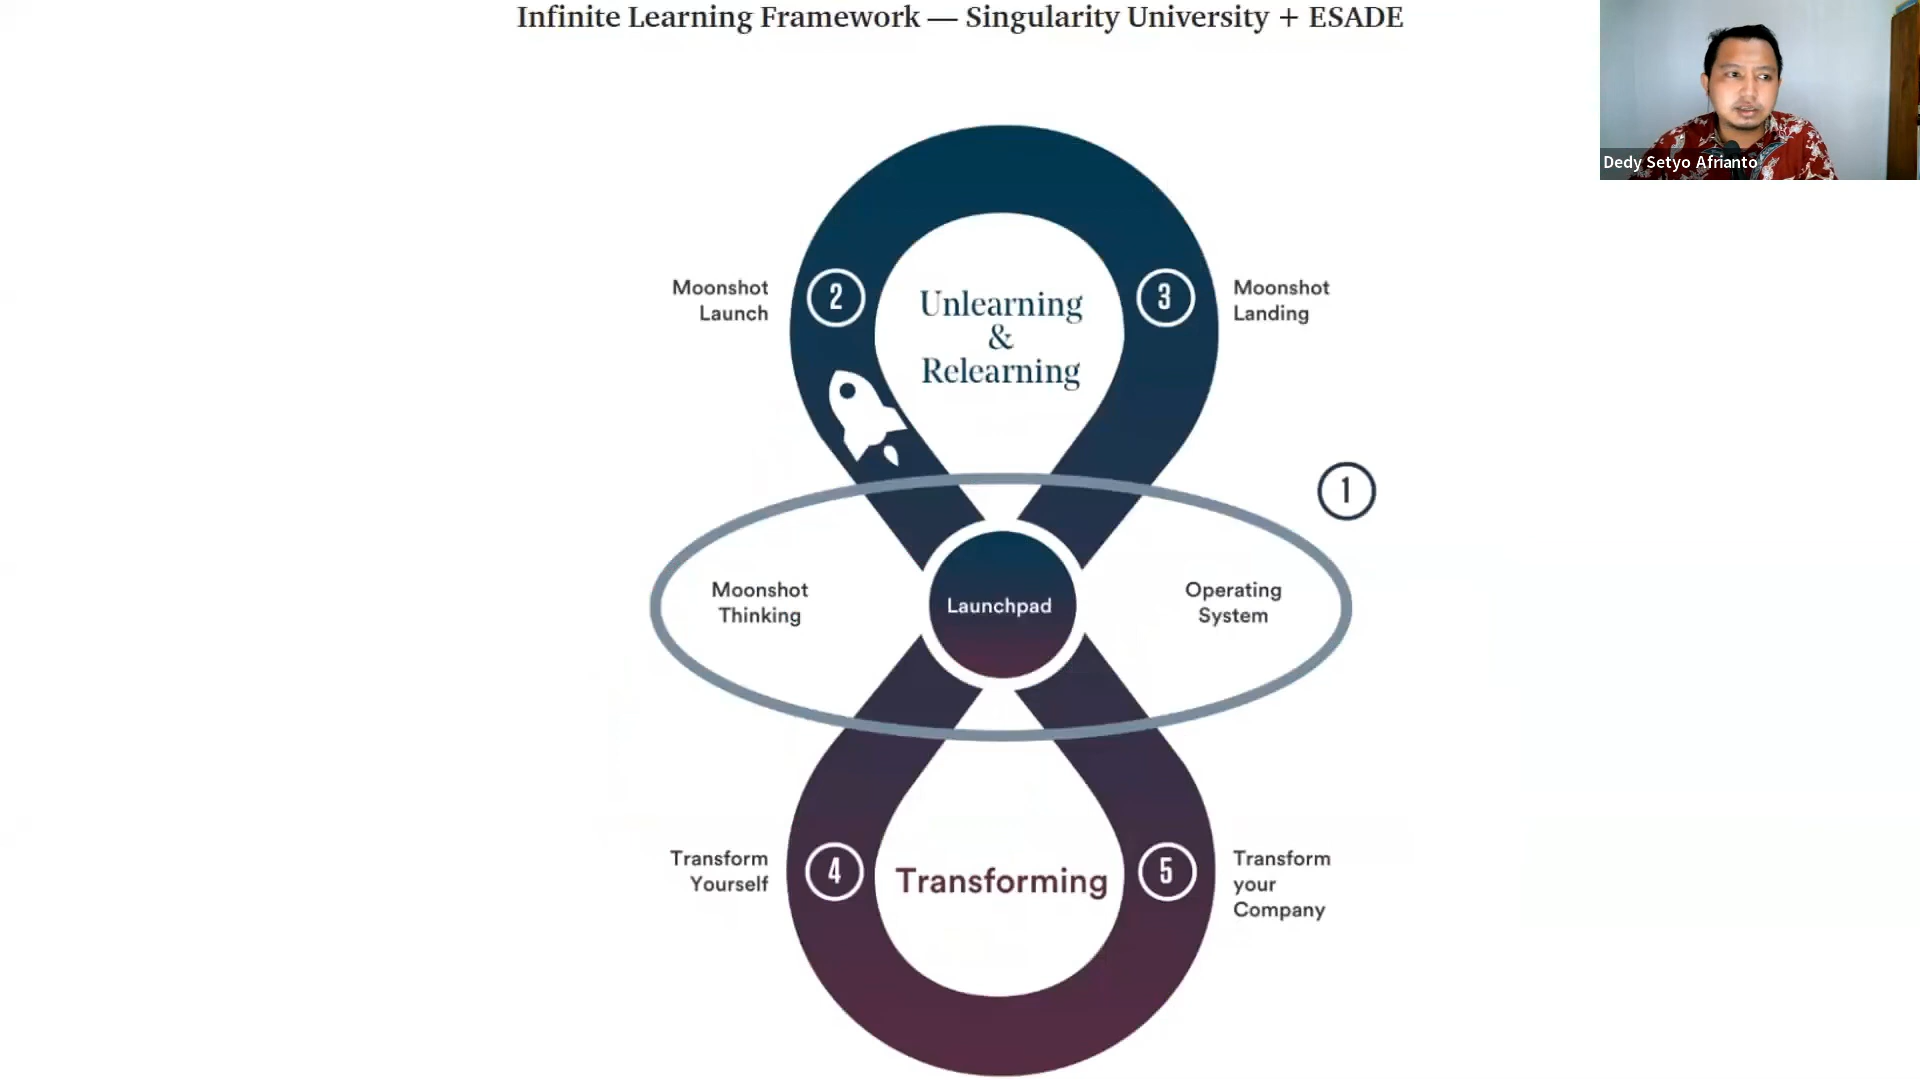 Infinite Learning Framework — Singularity University + ESADE
Dedy Setyo Afrianto
Moonshot
Launch
2
Unlearning
&
Relearning
3
Moonshot
Landing
1
Moonshot
Thinking
Launchpad
Operating
System
Transform
Yourself
4
Transforming
5
Transform
your
Company